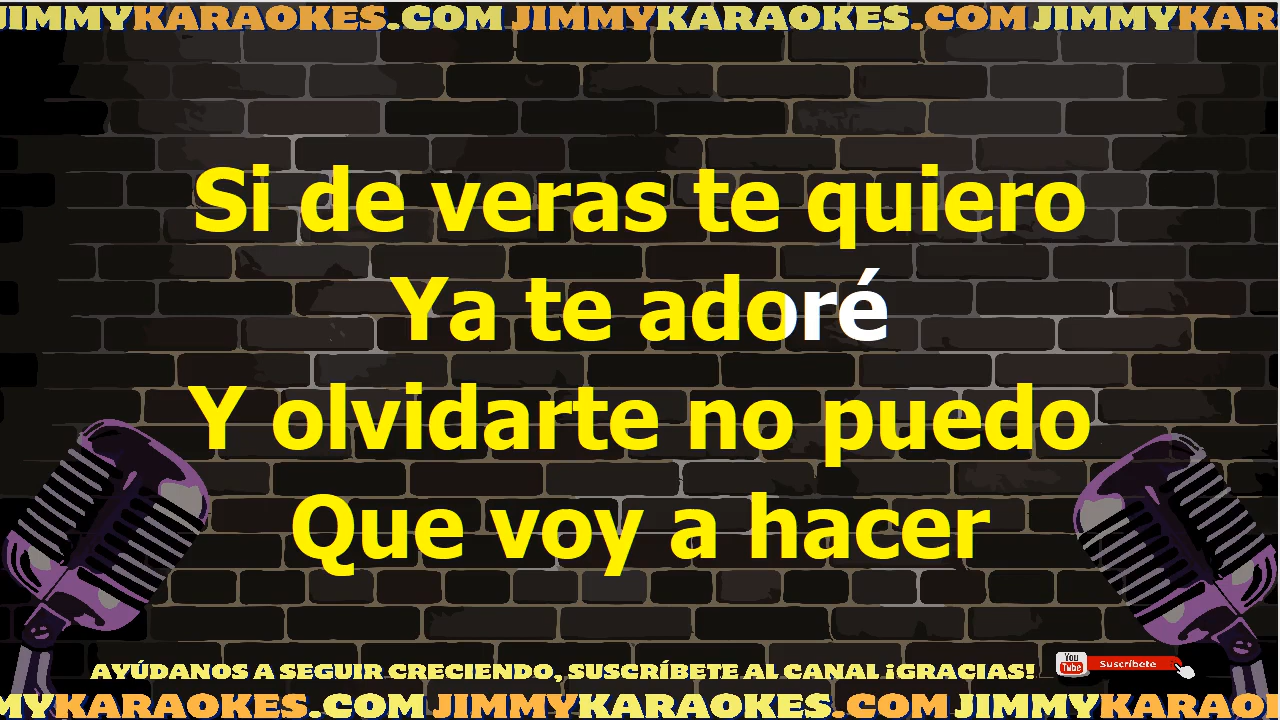 JIMMYKARAOKES.COM JIMMYKARAOKES.COM JIMMYKAR
Si de veras te quiero
Ya te adoré
Y olvidarte no puedo
Que voy a hacer
AYÚDANOS A SEGUIR CRECIENDO, SUSCRÍBETE AL CANAL ¡GRACIAS!
You Tube Suscríbete
MYKARAOKES.COM JIMMYKARAOKES.COM JIMMYKARAO